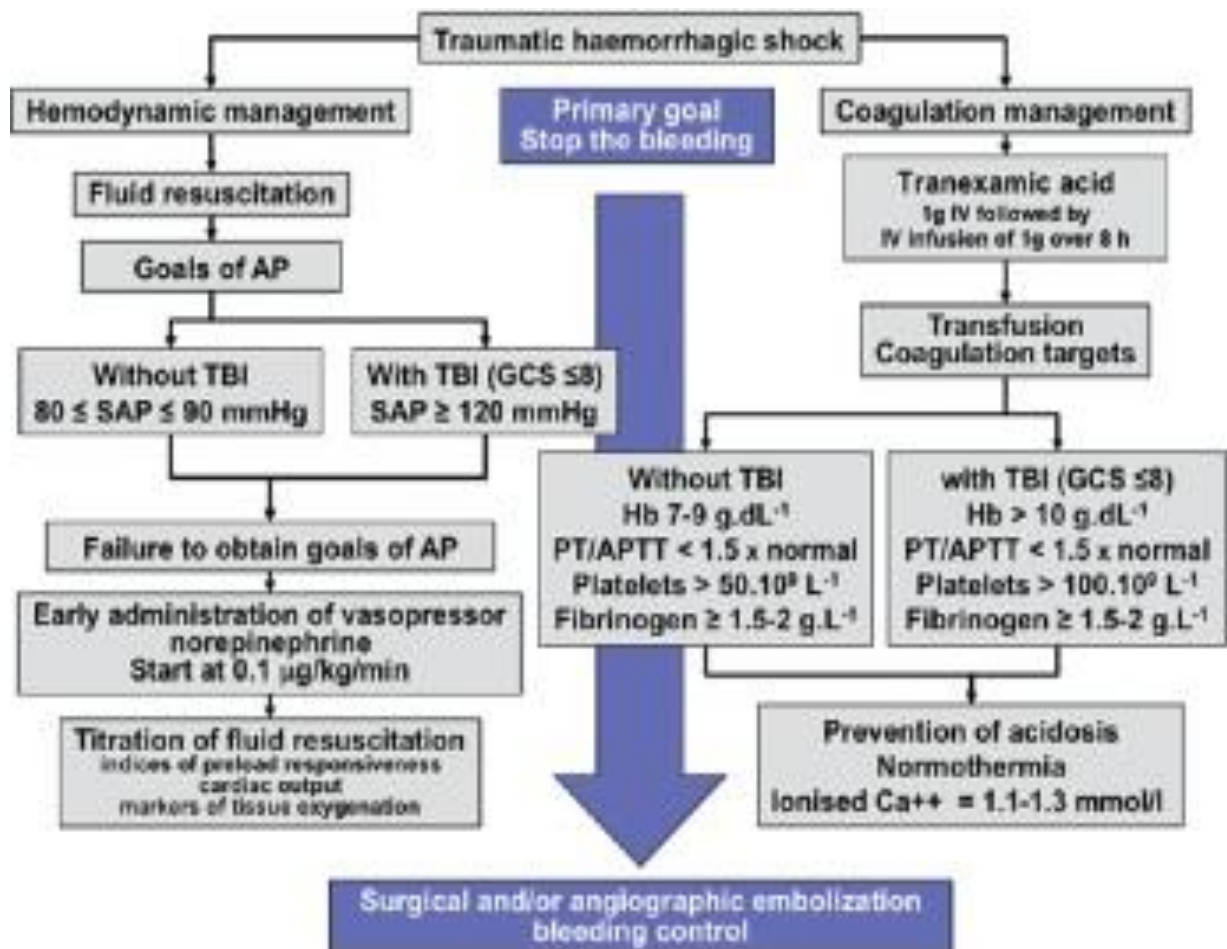 Traumatic haemorrhagic shock
Hemodynamic management
Primary goal
Stop the bleeding
Coagulation management
Fluid resuscitation
Goals of AP
Without TBI
80 ≤ SAP ≤ 90 mmHg
With TBI (GCS ≤8)
SAP ≥ 120 mmHg
Failure to obtain goals of AP
Early administration of vasopressor
norepinephrine
Start at 0.1 µg/kg/min
Titration of fluid resuscitation
indices of preload responsiveness
cardiac output
markers of tissue oxygenation
Tranexamic acid
1g IV followed by
IV infusion of 1g over 8 h
Transfusion
Coagulation targets
Without TBI
Hb 7-9 g.dL⁻¹
PT/APTT < 1.5 x normal
Platelets > 50.10⁹ L⁻¹
Fibrinogen ≥ 1.5-2 g.L⁻¹
with TBI (GCS ≤8)
Hb > 10 g.dL⁻¹
PT/APTT < 1.5 x normal
Platelets > 100.10⁹ L⁻¹
Fibrinogen ≥ 1.5-2 g.L⁻¹
Prevention of acidosis
Normothermia
Ionised Ca++ = 1.1-1.3 mmol/l
Surgical and/or angiographic embolization
bleeding control